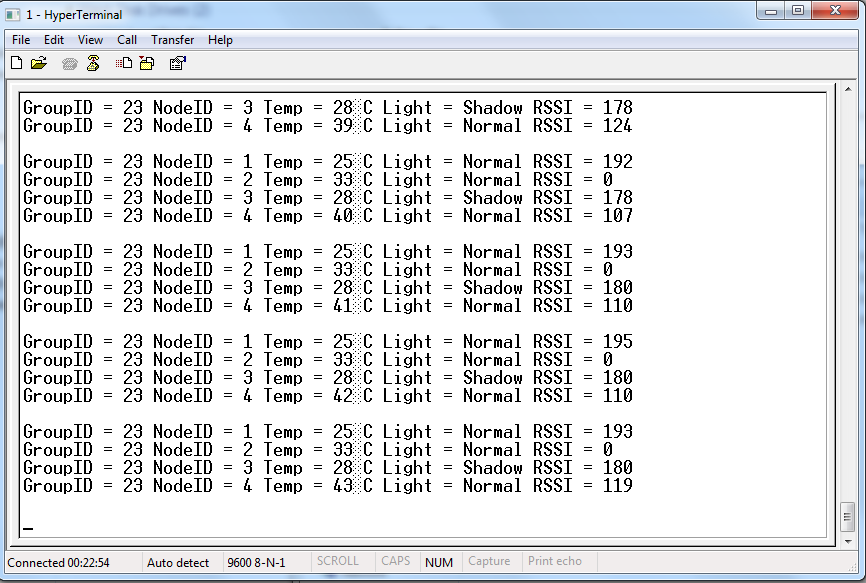 1 - HyperTerminal
File Edit View Call Transfer Help
GroupID = 23 NodeID = 3 Temp = 28░C Light = Shadow RSSI = 178
GroupID = 23 NodeID = 4 Temp = 39░C Light = Normal RSSI = 124
GroupID = 23 NodeID = 1 Temp = 25░C Light = Normal RSSI = 192
GroupID = 23 NodeID = 2 Temp = 33░C Light = Normal RSSI = 0
GroupID = 23 NodeID = 3 Temp = 28░C Light = Shadow RSSI = 178
GroupID = 23 NodeID = 4 Temp = 40░C Light = Normal RSSI = 107
GroupID = 23 NodeID = 1 Temp = 25░C Light = Normal RSSI = 193
GroupID = 23 NodeID = 2 Temp = 33░C Light = Normal RSSI = 0
GroupID = 23 NodeID = 3 Temp = 28░C Light = Shadow RSSI = 180
GroupID = 23 NodeID = 4 Temp = 41░C Light = Normal RSSI = 110
GroupID = 23 NodeID = 1 Temp = 25░C Light = Normal RSSI = 195
GroupID = 23 NodeID = 2 Temp = 33░C Light = Normal RSSI = 0
GroupID = 23 NodeID = 3 Temp = 28░C Light = Shadow RSSI = 180
GroupID = 23 NodeID = 4 Temp = 42░C Light = Normal RSSI = 110
GroupID = 23 NodeID = 1 Temp = 25░C Light = Normal RSSI = 193
GroupID = 23 NodeID = 2 Temp = 33░C Light = Normal RSSI = 0
GroupID = 23 NodeID = 3 Temp = 28░C Light = Shadow RSSI = 180
GroupID = 23 NodeID = 4 Temp = 43░C Light = Normal RSSI = 119
_
Connected 00:22:54 Auto detect 9600 8-N-1 SCROLL CAPS NUM Capture Print echo